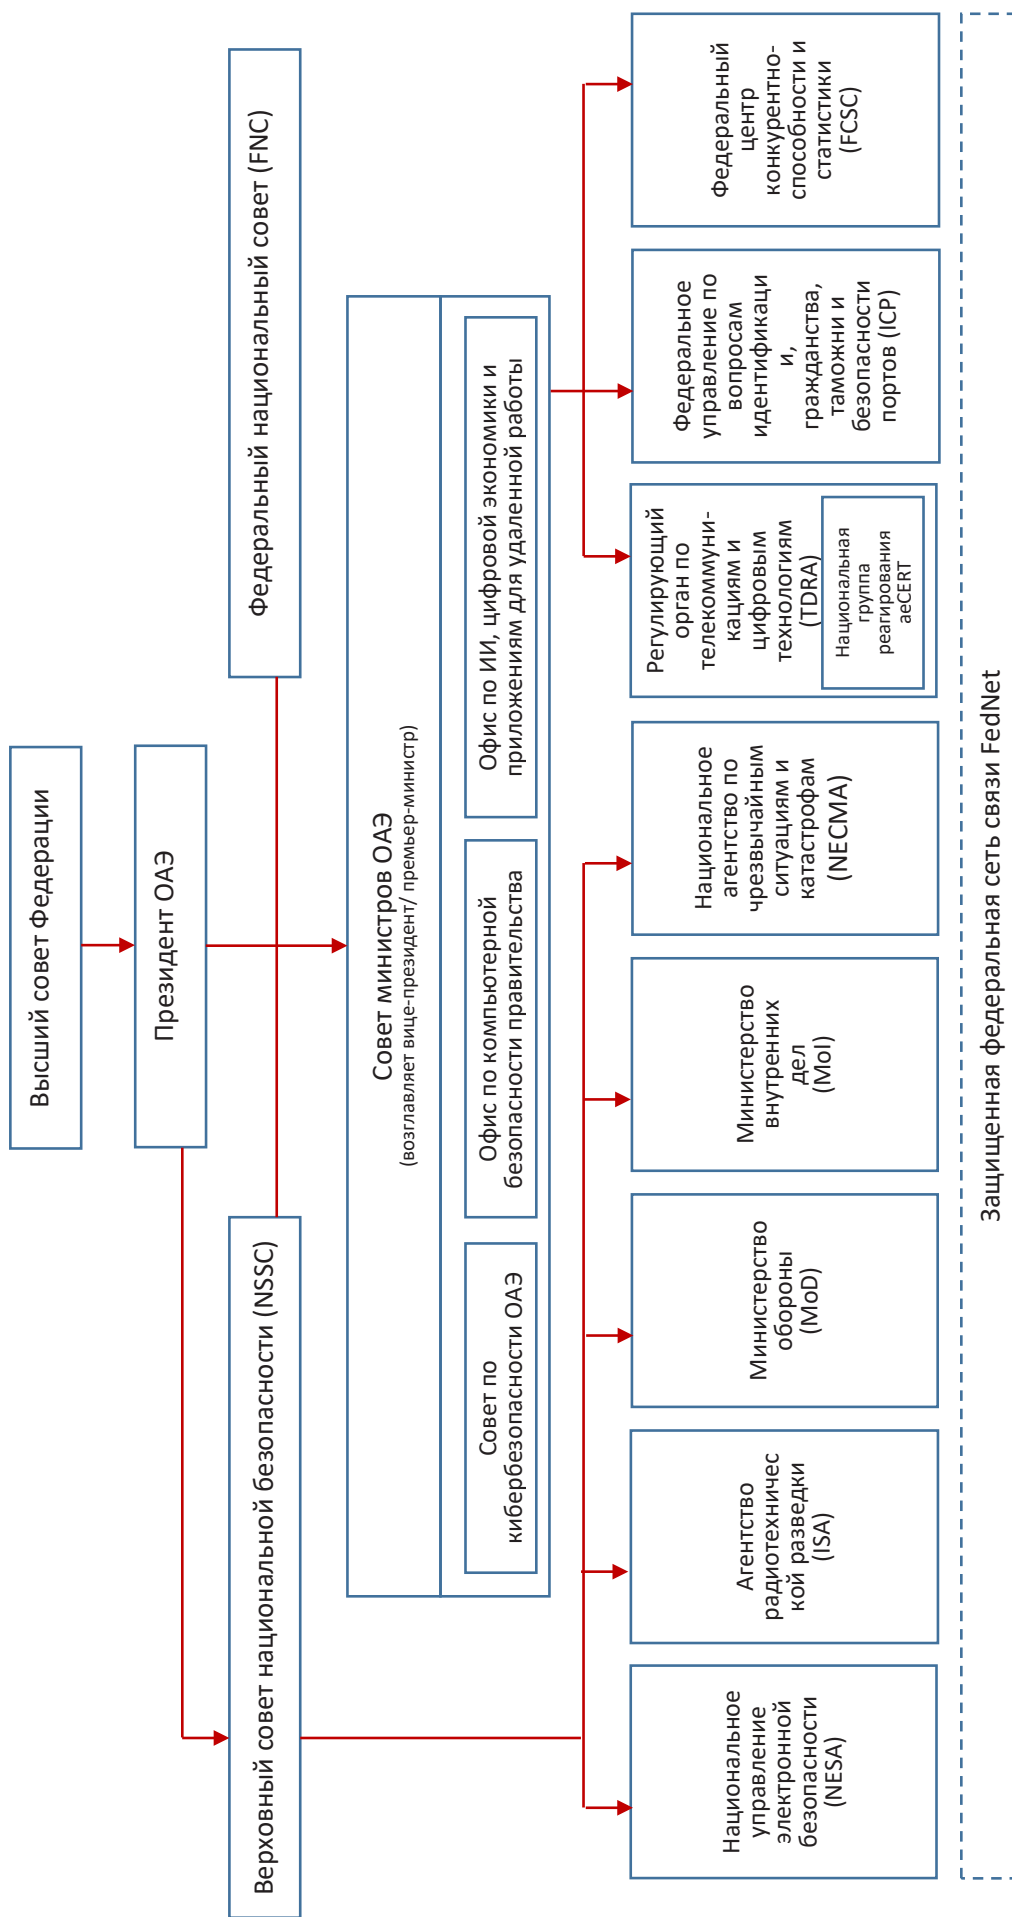 Высший совет Федерации
Президент ОАЭ
Верховный совет национальной безопасности (NSSC)
Федеральный национальный совет (FNC)
Совет министров ОАЭ
(возглавляет вице-президент/ премьер-министр)
Совет по
кибербезопасности ОАЭ
Офис по компьютерной
безопасности правительства
Офис по ИИ, цифровой экономики и
приложениям для удаленной работы
Национальное
управление
электронной
безопасности
(NESA)
Агентство
радиотехничес
кой разведки
(ISA)
Министерство
обороны
(MoD)
Министерство
внутренних
дел
(MoI)
Национальное
агентство по
чрезвычайным
ситуациям и
катастрофам
(NECMA)
Регулирующий
орган по
телекоммуни-
кациям и
цифровым
технологиям
(TDRA)
Национальная
группа
реагирования
aeCERT
Федеральное
управление по
вопросам
идентификаци
и,
гражданства,
таможни и
безопасности
портов (ICP)
Федеральный
центр
конкурентно-
способности и
статистики
(FCSC)
Защищенная федеральная сеть связи FedNet